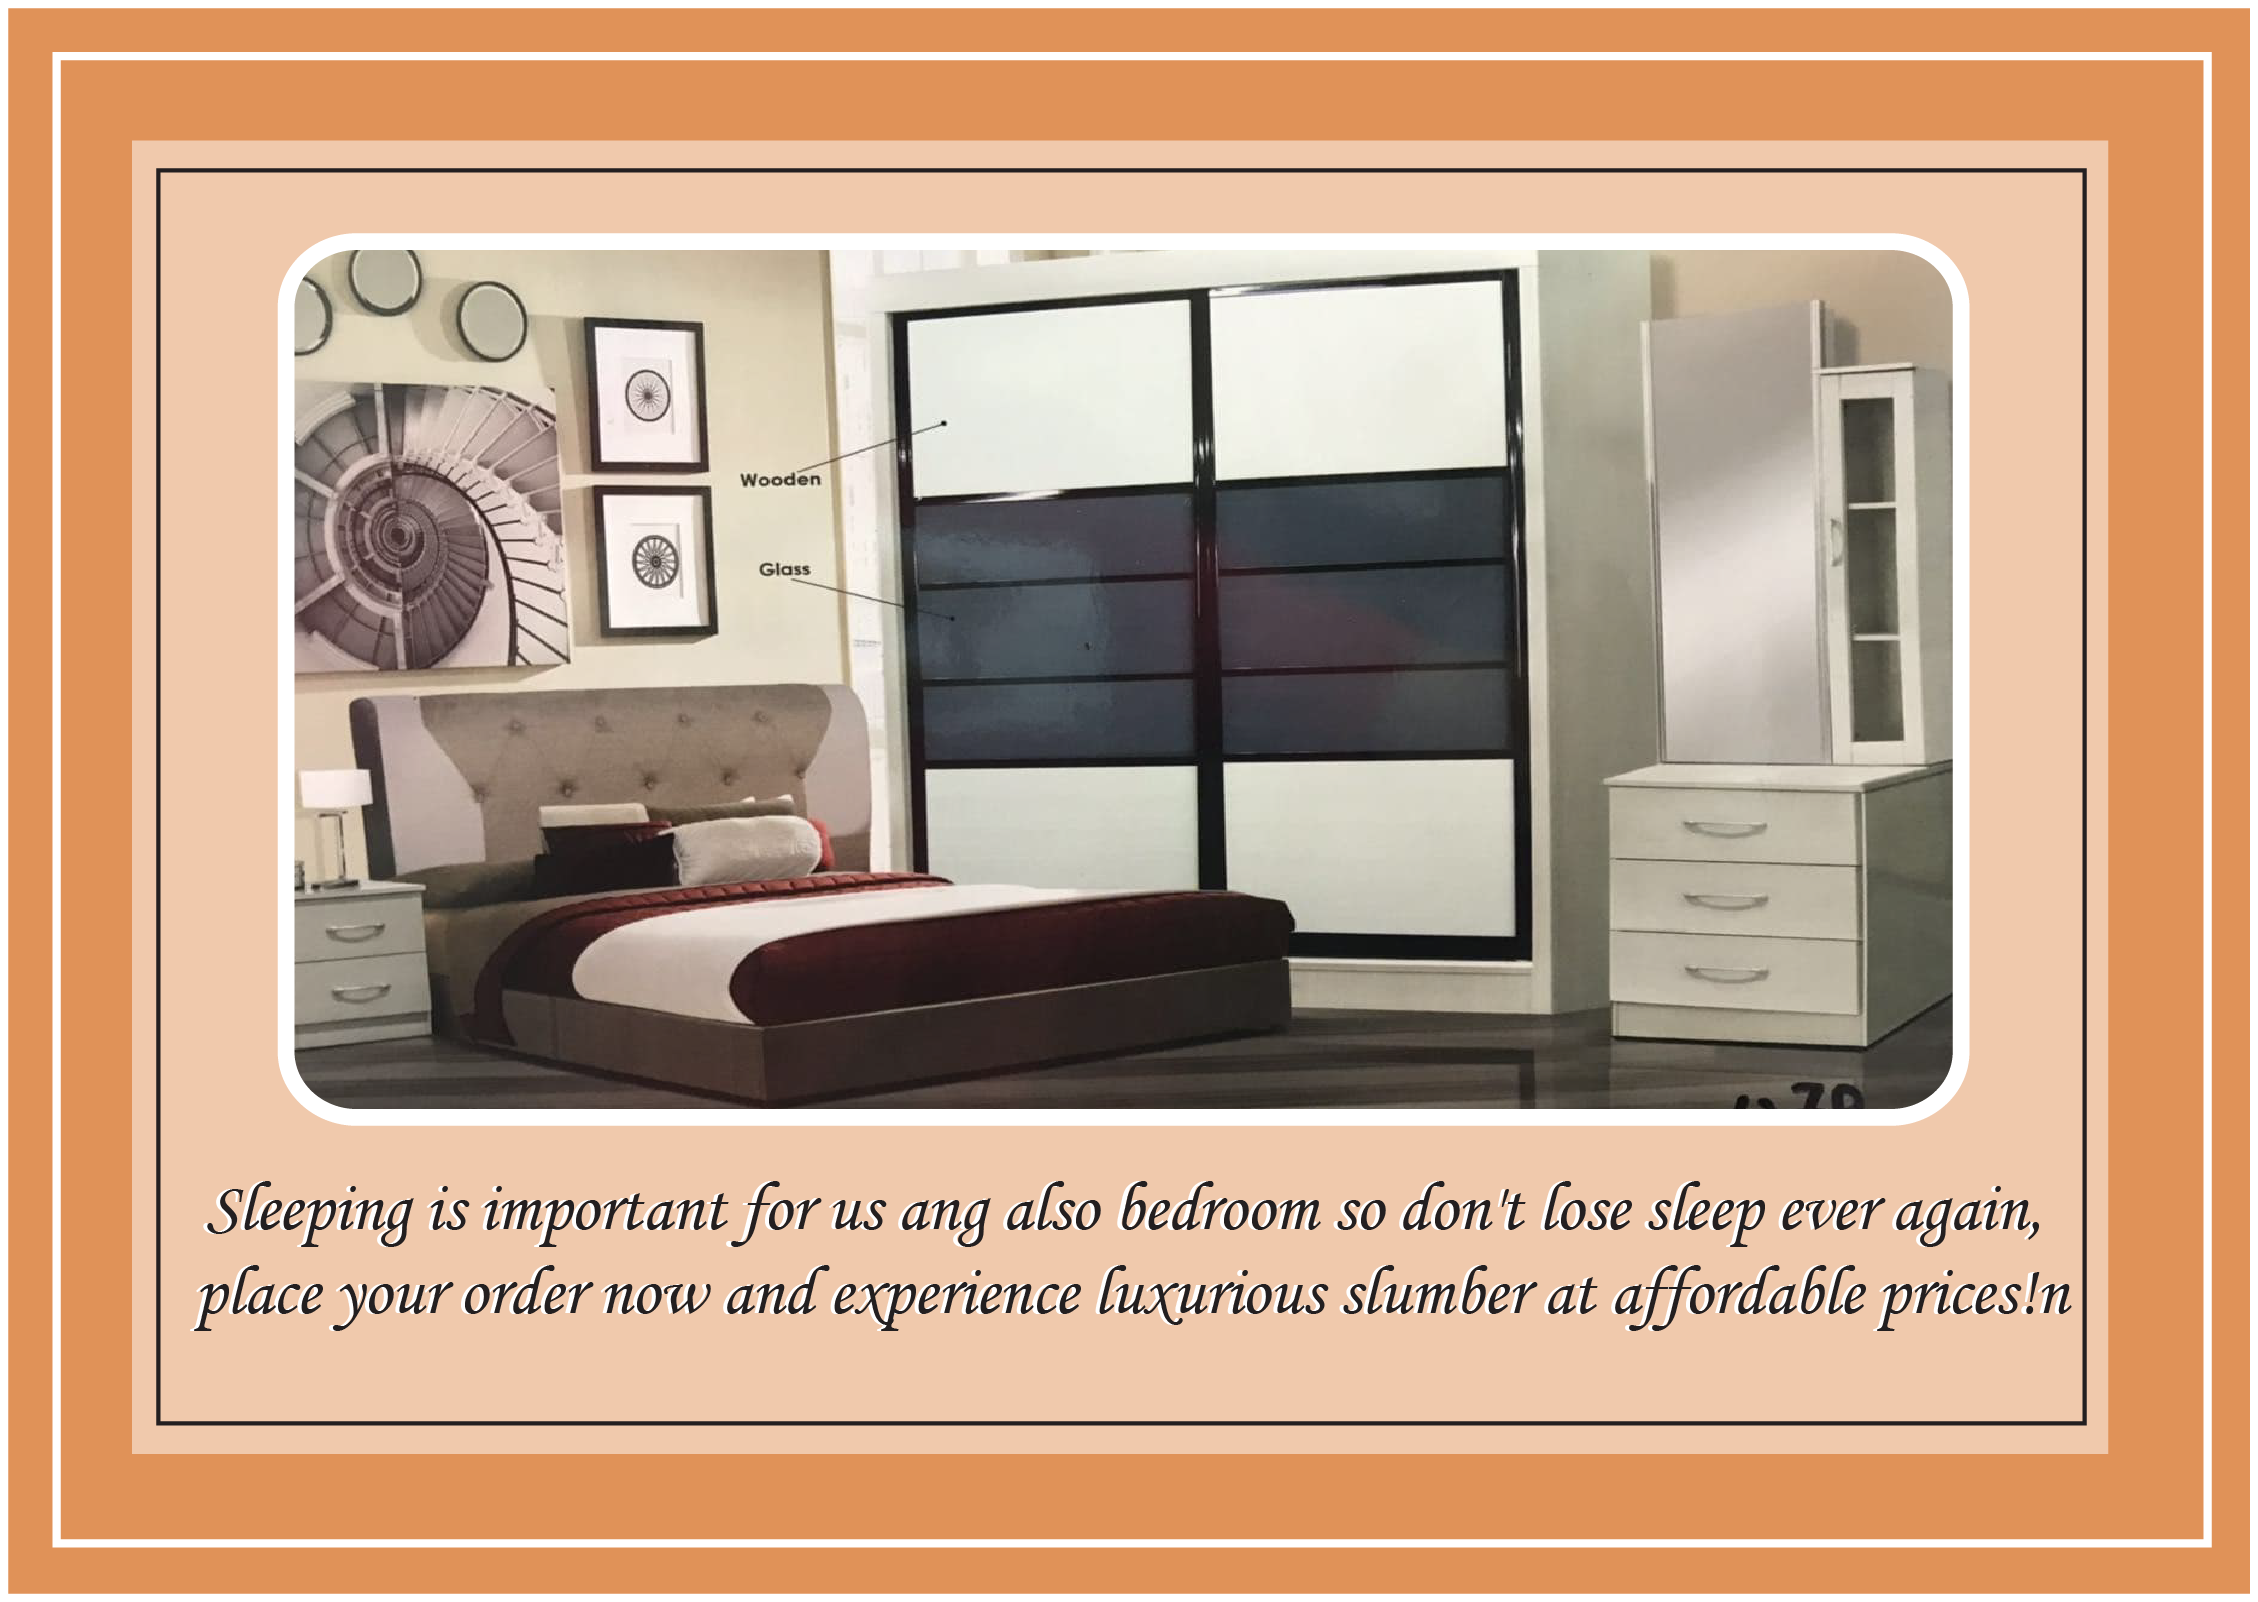 Wooden
Glass
Sleeping is important for us ang also bedroom so don't lose sleep ever again,
place your order now and experience luxurious slumber at affordable prices!n